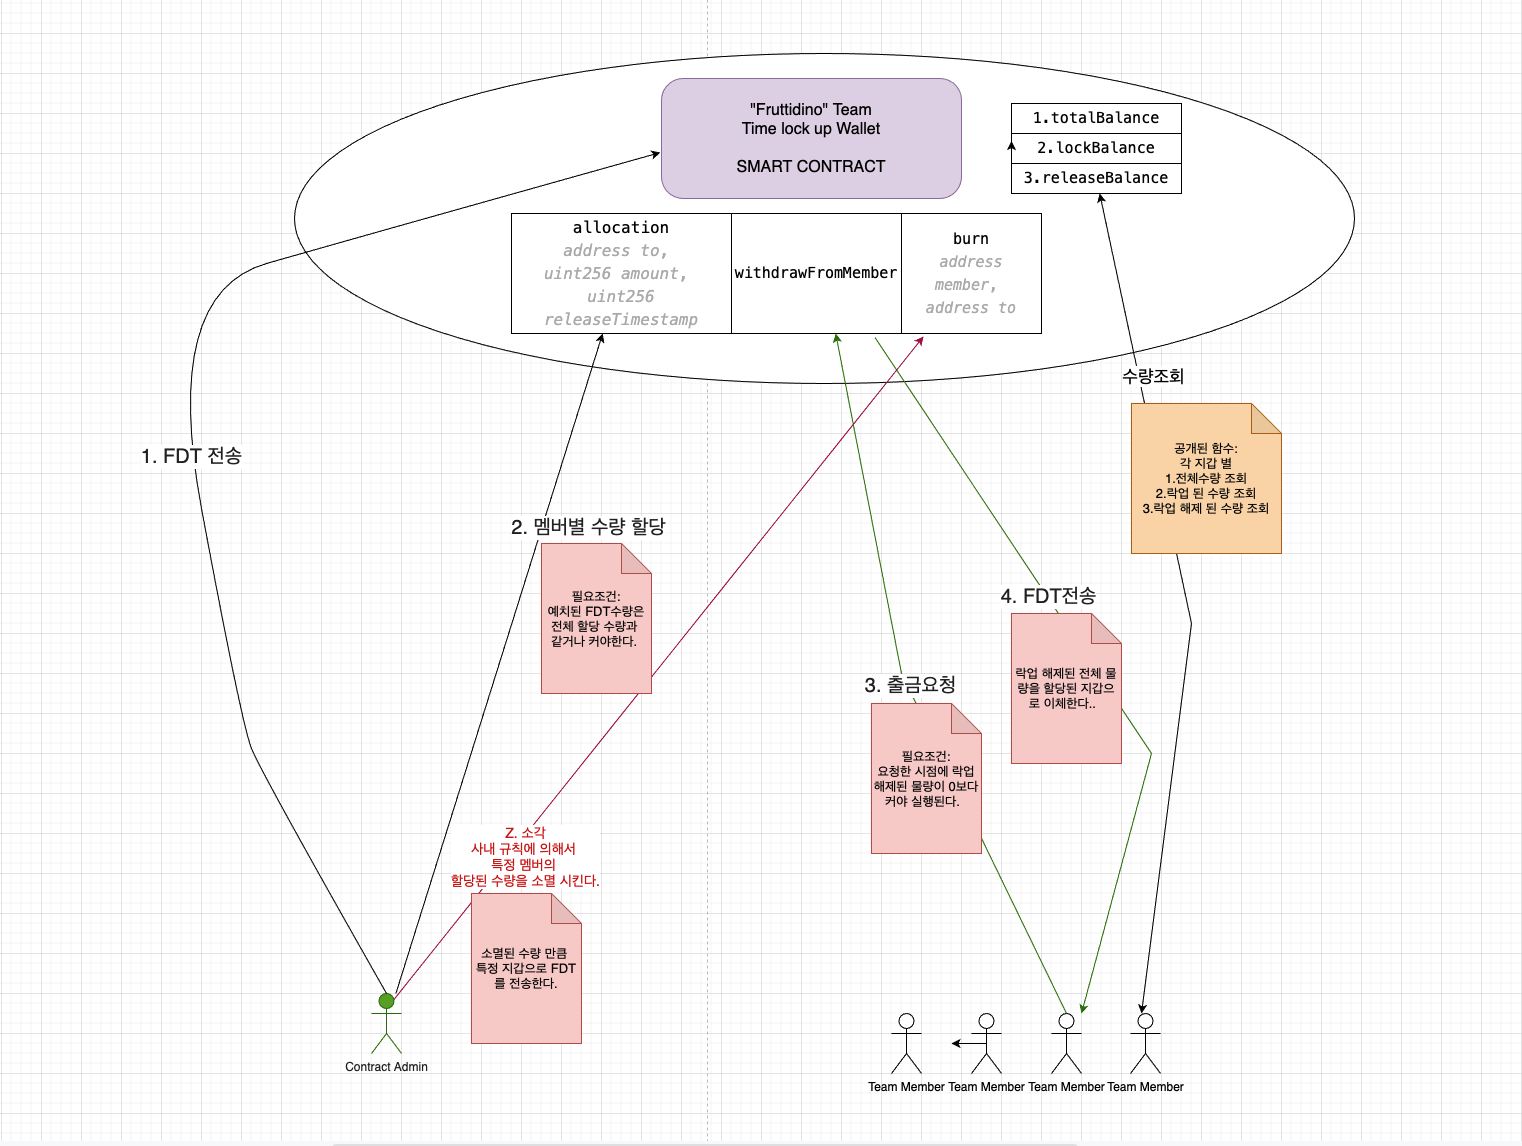 "Fruttidino" Team
Time lock up Wallet
SMART CONTRACT
1.totalBalance
2.lockBalance
3.releaseBalance
allocation
address to,
uint256 amount,
uint256
releaseTimestamp
withdrawFromMember
burn
address
member,
address to
수량조회
공개된 함수:
각 지갑 별
1.전체수량 조회
2.락업 된 수량 조회
3.락업 해제 된 수량 조회
1. FDT 전송
2. 멤버별 수량 할당
필요조건:
예치된 FDT수량은
전체 할당 수량과
같거나 커야한다.
4. FDT전송
락업 해제된 전체 물
량을 할당된 지갑으
로 이체한다..
3. 출금요청
필요조건:
요청한 시점에 락업
해제된 물량이 0보다
커야 실행된다.
Z. 소각
사내 규칙에 의해서
특정 멤버의
할당된 수량을 소멸 시킨다.
소멸된 수량 만큼
특정 지갑으로 FDT
를 전송한다.
Contract Admin
Team Member
Team Member
Team Member
Team Member